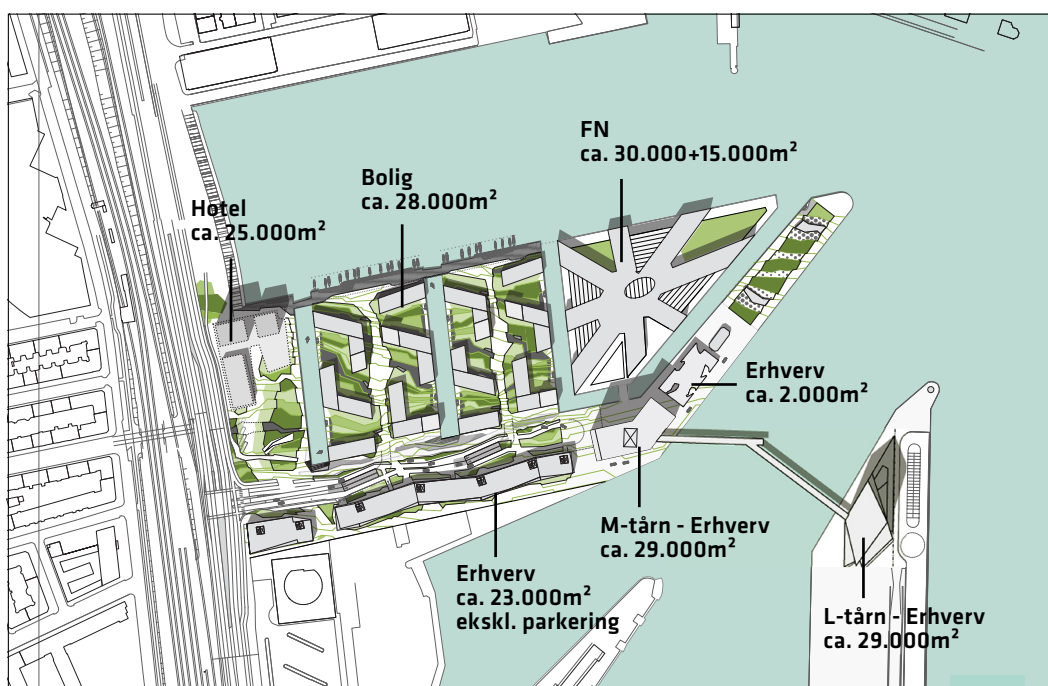 FN
ca. 30.000+15.000m²
Bolig
ca. 28.000m²
Hotel
ca. 25.000m²
Erhverv
ca. 2.000m²
M-tårn - Erhverv
ca. 29.000m²
Erhverv
ca. 23.000m²
ekskl. parkering
L-tårn - Erhverv
ca. 29.000m²